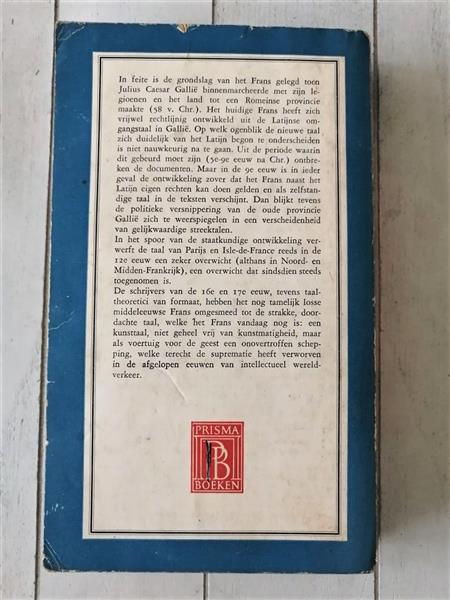 In feite is de grondslag van het Frans gelegd toen
Julius Caesar Gallië binnenmarcheerde met zijn le-
gioenen en het land tot een Romeinse provincie
maakte (58 v. Chr.). Het huidige Frans heeft zich
vrijwel rechtlijnig ontwikkeld uit de Latijnse om-
gangstaal in Gallië. Op welk ogenblik de nieuwe taal
zich duidelijk van het Latijn begon te onderscheiden
is niet nauwkeurig na te gaan. Uit de periode waarin
dit gebeurd moet zijn (5e-9e eeuw na Chr.) ontbre-
ken de documenten. Maar in de 9e eeuw is in ieder
geval de ontwikkeling zover dat het Frans naast het
Latijn eigen rechten kan doen gelden en als zelfstan-
dige taal in de teksten verschijnt. Dan blijkt tevens
de politieke versnippering van de oude provincie
Gallië zich te weerspiegelen in een verscheidenheid
van gelijkwaardige streektalen.
In het spoor van de staatkundige ontwikkeling ver-
werft de taal van Parijs en Isle-de-France reeds in de
12e eeuw een zeker overwicht (althans in Noord- en
Midden-Frankrijk), een overwicht dat sindsdien steeds
toegenomen is.
De schrijvers van de 16e en 17e eeuw, tevens taal-
theoretici van formaat, hebben het nog tamelijk losse
middeleeuwse Frans omgesmeed tot de strakke, door-
dachte taal, welke het Frans vandaag nog is: een
kunsttaal, niet geheel vrij van kunstmatigheid, maar
als voertuig voor de geest een onovertroffen schep-
ping, welke terecht de suprematie heeft verworven
in de afgelopen eeuwen van intellectueel wereld-
verkeer.
PRISMA
PB
BOEKEN